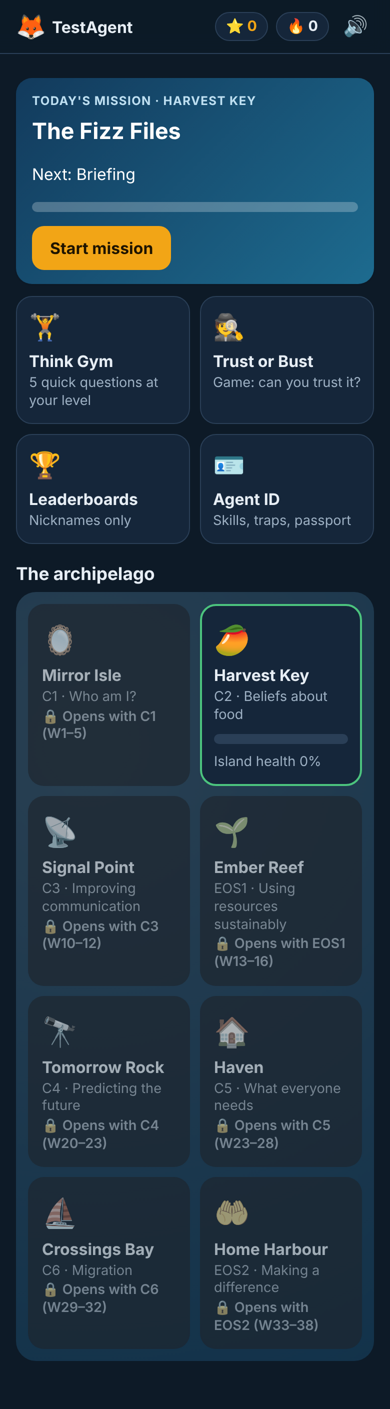 TestAgent
0
0
TODAY'S MISSION · HARVEST KEY
The Fizz Files
Next: Briefing
Start mission
Think Gym
5 quick questions at
your level
Trust or Bust
Game: can you trust it?
Leaderboards
Nicknames only
Agent ID
Skills, traps, passport
The archipelago
Mirror Isle
C1 · Who am I?
Opens with C1
(W1–5)
Harvest Key
C2 · Beliefs about
food
Island health 0%
Signal Point
C3 · Improving
communication
Opens with C3
(W10–12)
Ember Reef
EOS1 · Using
resources
sustainably
Opens with EOS1
(W13–16)
Tomorrow Rock
C4 · Predicting the
future
Opens with C4
(W20–23)
Haven
C5 · What everyone
needs
Opens with C5
(W23–28)
Crossings Bay
C6 · Migration
Opens with C6
(W29–32)
Home Harbour
EOS2 · Making a
difference
Opens with
EOS2 (W33–38)